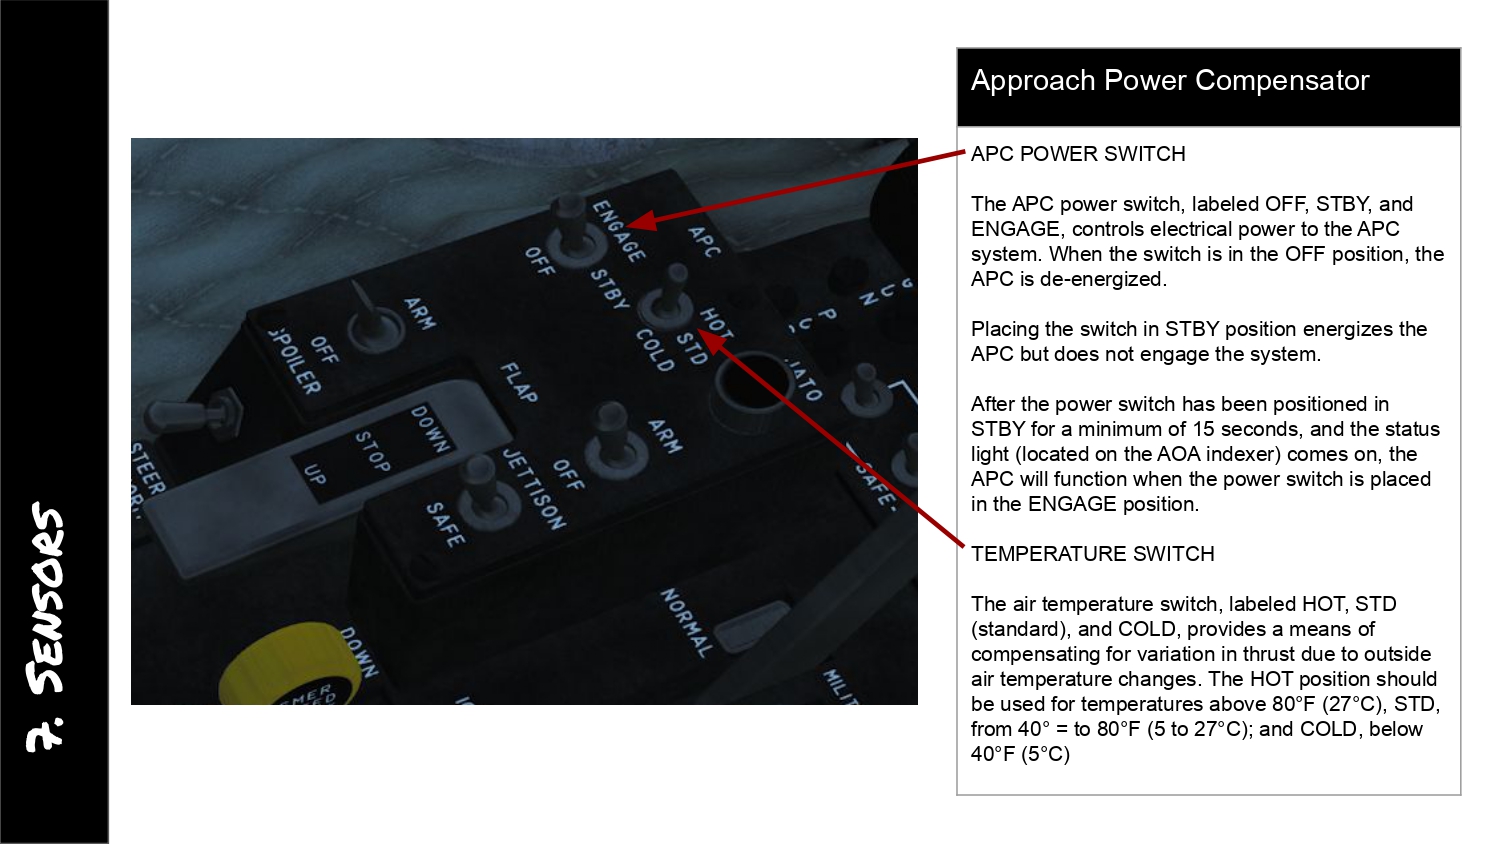 7. SENSORS
Approach Power Compensator
APC POWER SWITCH
The APC power switch, labeled OFF, STBY, and
ENGAGE, controls electrical power to the APC
system. When the switch is in the OFF position, the
APC is de-energized.
Placing the switch in STBY position energizes the
APC but does not engage the system.
After the power switch has been positioned in
STBY for a minimum of 15 seconds, and the status
light (located on the AOA indexer) comes on, the
APC will function when the power switch is placed
in the ENGAGE position.
TEMPERATURE SWITCH
The air temperature switch, labeled HOT, STD
(standard), and COLD, provides a means of
compensating for variation in thrust due to outside
air temperature changes. The HOT position should
be used for temperatures above 80°F (27°C), STD,
from 40° = to 80°F (5 to 27°C); and COLD, below
40°F (5°C)
ENGAGE
APC
OFF
STBY
HOT
STD
COLD
ARM
OFF
SPOILER
FLAP
DOWN
STOP
UP
ARM
OFF
JETTISON
SAFE
JATO
SAFE
STEER
NORMAL
DOWN